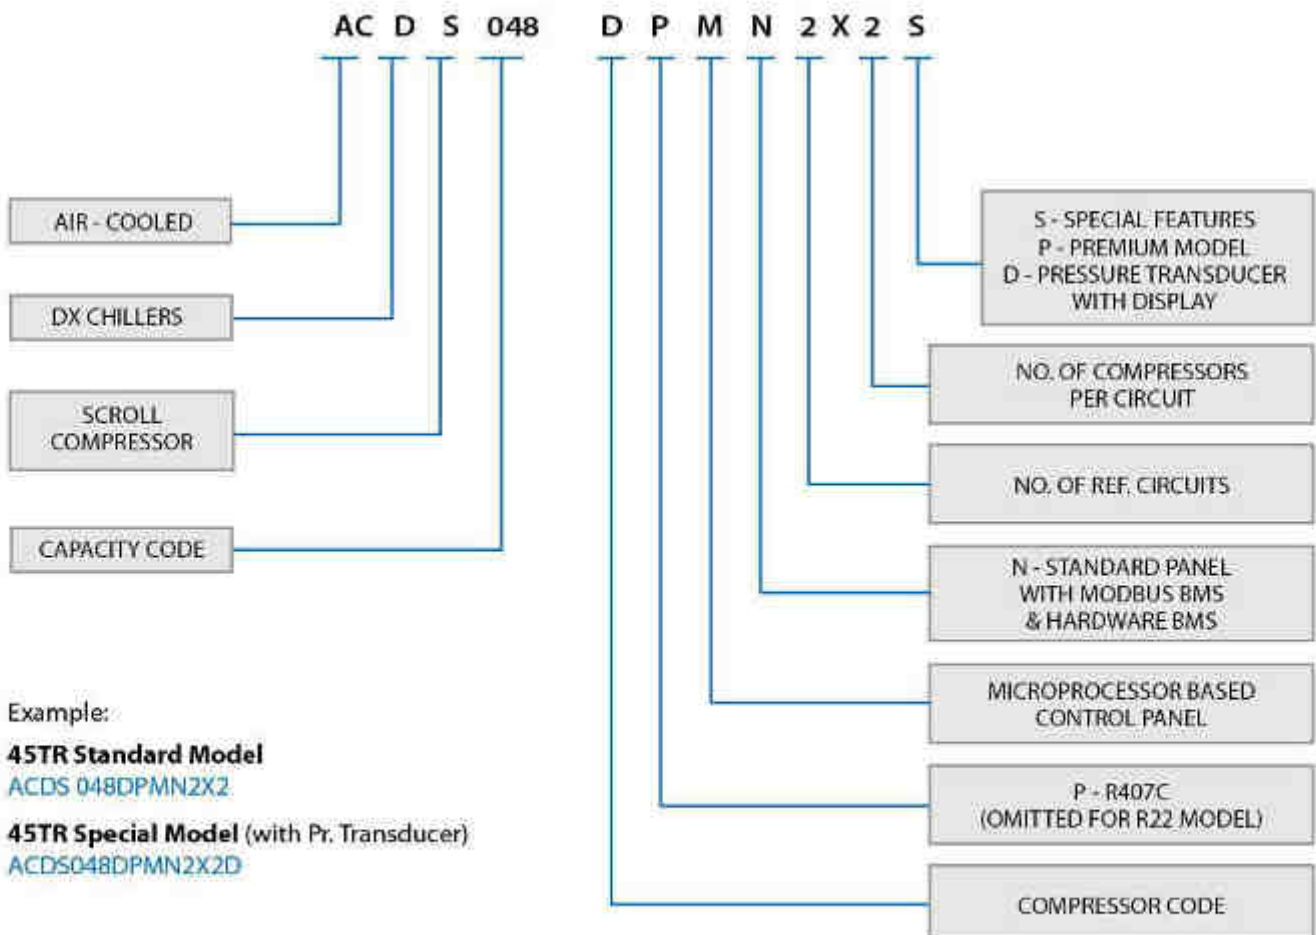 AC D S 048 D P M N 2 X 2 S
AIR - COOLED
DX CHILLERS
SCROLL
COMPRESSOR
CAPACITY CODE
S - SPECIAL FEATURES
P - PREMIUM MODEL
D - PRESSURE TRANSDUCER
WITH DISPLAY
NO. OF COMPRESSORS
PER CIRCUIT
NO. OF REF. CIRCUITS
N - STANDARD PANEL
WITH MODBUS BMS
& HARDWARE BMS
MICROPROCESSOR BASED
CONTROL PANEL
P - R407C
(OMITTED FOR R22 MODEL)
COMPRESSOR CODE
Example:
45TR Standard Model
ACDS 048DPMN2X2
45TR Special Model (with Pr. Transducer)
ACDS048DPMN2X2D